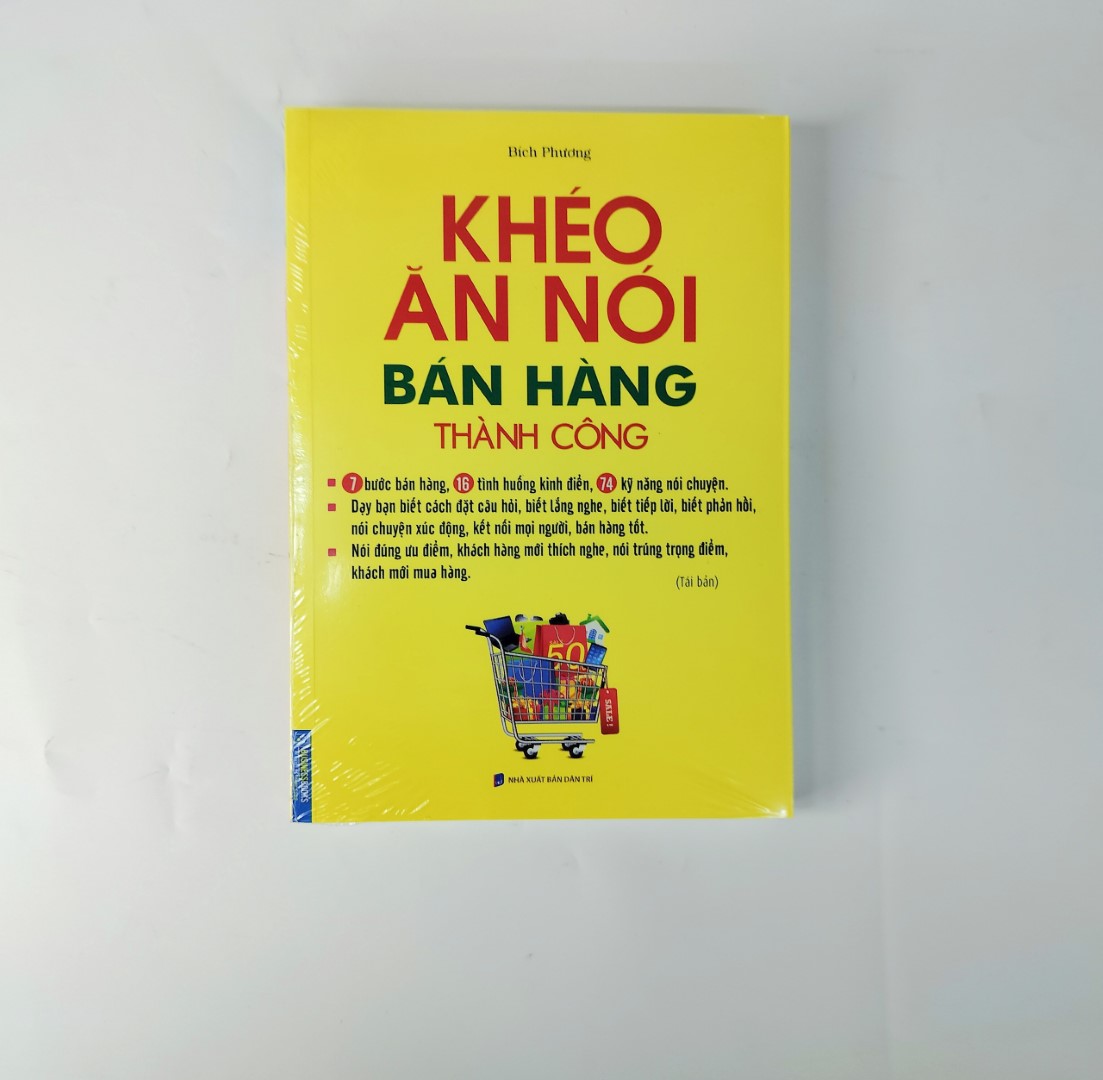 Bích Phương
KHÉO
ĂN NÓI
BÁN HÀNG
THÀNH CÔNG
7 bước bán hàng, 16 tình huống kinh điển, 74 kỹ năng nói chuyện.
Dạy bạn biết cách đặt câu hỏi, biết lắng nghe, biết tiếp lời, biết phản hồi,
nói chuyện xúc động, kết nối mọi người, bán hàng tốt.
Nói đúng ưu điểm, khách hàng mới thích nghe, nói trúng trọng điểm,
khách mới mua hàng.
(Tái bản)
50
SALE!
NHÀ XUẤT BẢN DÂN TRÍ
BUSINESSBOOKS